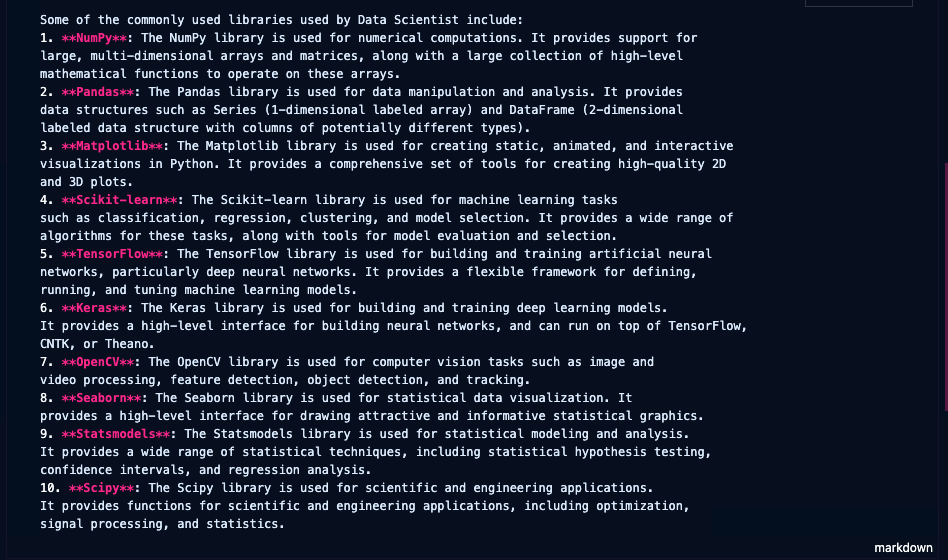 Some of the commonly used libraries used by Data Scientist include:
1. **NumPy**: The NumPy library is used for numerical computations. It provides support for
large, multi-dimensional arrays and matrices, along with a large collection of high-level
mathematical functions to operate on these arrays.
2. **Pandas**: The Pandas library is used for data manipulation and analysis. It provides
data structures such as Series (1-dimensional labeled array) and DataFrame (2-dimensional
labeled data structure with columns of potentially different types).
3. **Matplotlib**: The Matplotlib library is used for creating static, animated, and interactive
visualizations in Python. It provides a comprehensive set of tools for creating high-quality 2D
and 3D plots.
4. **Scikit-learn**: The Scikit-learn library is used for machine learning tasks
such as classification, regression, clustering, and model selection. It provides a wide range of
algorithms for these tasks, along with tools for model evaluation and selection.
5. **TensorFlow**: The TensorFlow library is used for building and training artificial neural
networks, particularly deep neural networks. It provides a flexible framework for defining,
running, and tuning machine learning models.
6. **Keras**: The Keras library is used for building and training deep learning models.
It provides a high-level interface for building neural networks, and can run on top of TensorFlow,
CNTK, or Theano.
7. **OpenCV**: The OpenCV library is used for computer vision tasks such as image and
video processing, feature detection, object detection, and tracking.
8. **Seaborn**: The Seaborn library is used for statistical data visualization. It
provides a high-level interface for drawing attractive and informative statistical graphics.
9. **Statsmodels**: The Statsmodels library is used for statistical modeling and analysis.
It provides a wide range of statistical techniques, including statistical hypothesis testing,
confidence intervals, and regression analysis.
10. **Scipy**: The Scipy library is used for scientific and engineering applications.
It provides functions for scientific and engineering applications, including optimization,
signal processing, and statistics.
markdown